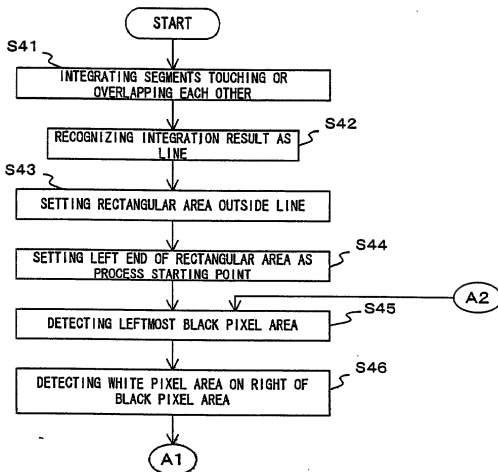 START
S41
INTEGRATING SEGMENTS TOUCHING OR
OVERLAPPING EACH OTHER
S42
RECOGNIZING INTEGRATION RESULT AS
LINE
S43
SETTING RECTANGULAR AREA OUTSIDE LINE
S44
SETTING LEFT END OF RECTANGULAR AREA AS
PROCESS STARTING POINT
A2
S45
DETECTING LEFTMOST BLACK PIXEL AREA
S46
DETECTING WHITE PIXEL AREA ON RIGHT OF
BLACK PIXEL AREA
A1